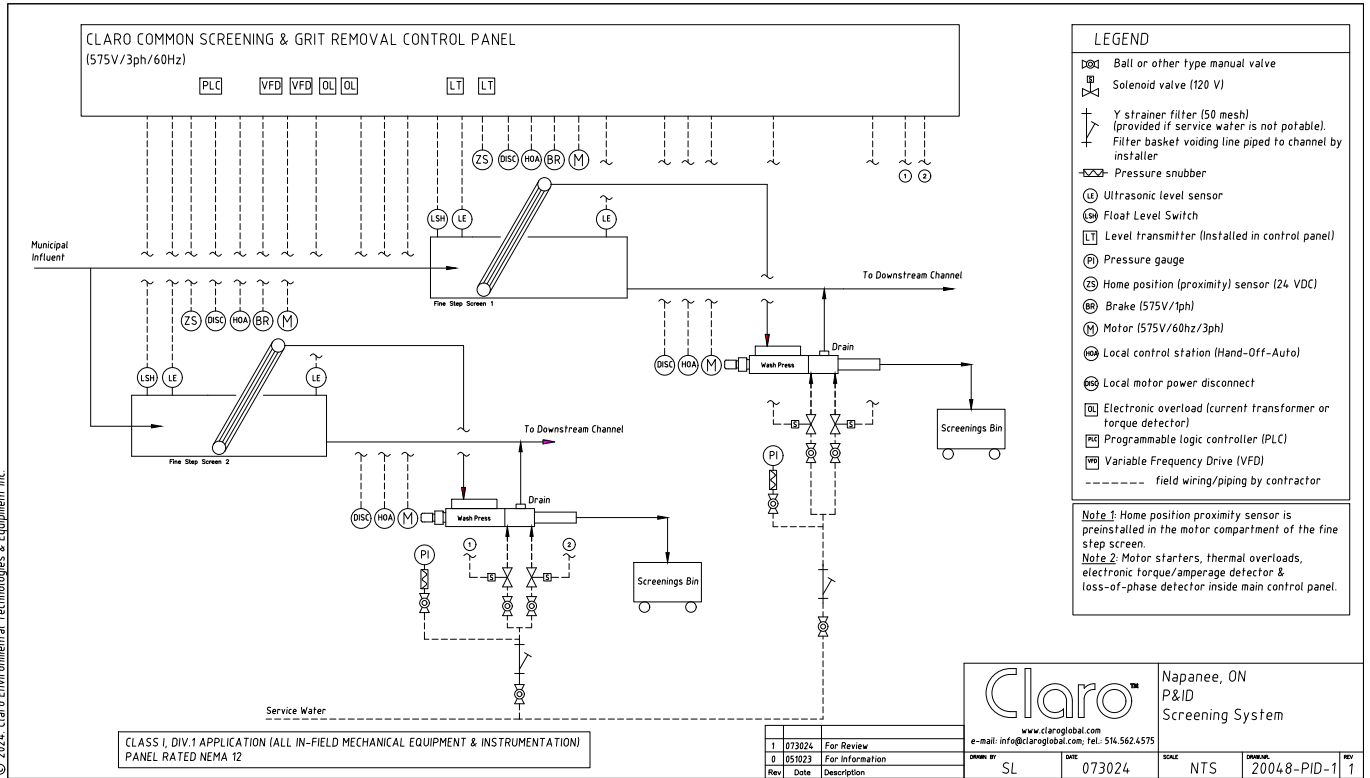 CLARO COMMON SCREENING & GRIT REMOVAL CONTROL PANEL
(575V/3ph/60Hz)
PLC
VFD
VFD
OL
OL
LT
LT
ZS
DISC
HOA
BR
M
1
2
LSH
LE
LE
Municipal
Influent
Fine Step Screen 1
To Downstream Channel
ZS
DISC
HOA
BR
M
LSH
LE
LE
Fine Step Screen 2
DISC
HOA
M
Wash Press
Drain
S
S
PI
Screenings Bin
To Downstream Channel
DISC
HOA
M
Wash Press
Drain
1
2
S
S
PI
Screenings Bin
Service Water
CLASS I, DIV.1 APPLICATION (ALL IN-FIELD MECHANICAL EQUIPMENT & INSTRUMENTATION)
PANEL RATED NEMA 12
© 2024. Claro Environmental Technologies & Equipment Inc.
LEGEND
Ball or other type manual valve
S
Solenoid valve (120 V)
Y strainer filter (50 mesh)
(provided if service water is not potable).
Filter basket voiding line piped to channel by
installer
Pressure snubber
LE Ultrasonic level sensor
LSH Float Level Switch
LT Level transmitter (Installed in control panel)
PI Pressure gauge
ZS Home position (proximity) sensor (24 VDC)
BR Brake (575V/1ph)
M Motor (575V/60hz/3ph)
HOA Local control station (Hand-Off-Auto)
DISC Local motor power disconnect
OL Electronic overload (current transformer or
torque detector)
PLC Programmable logic controller (PLC)
VFD Variable Frequency Drive (VFD)
field wiring/piping by contractor
Note 1: Home position proximity sensor is
preinstalled in the motor compartment of the fine
step screen.
Note 2: Motor starters, thermal overloads,
electronic torque/amperage detector &
loss-of-phase detector inside main control panel.
1 073024 For Review
0 051023 For Information
Rev Date Description
Claro™
www.claroglobal.com
e-mail: info@claroglobal.com; tel.: 514.562.4575
Napanee, ON
P&ID
Screening System
DRAWN BY
SL
DATE
073024
SCALE
NTS
DRAW.NR.
20048-PID-1
REV
1